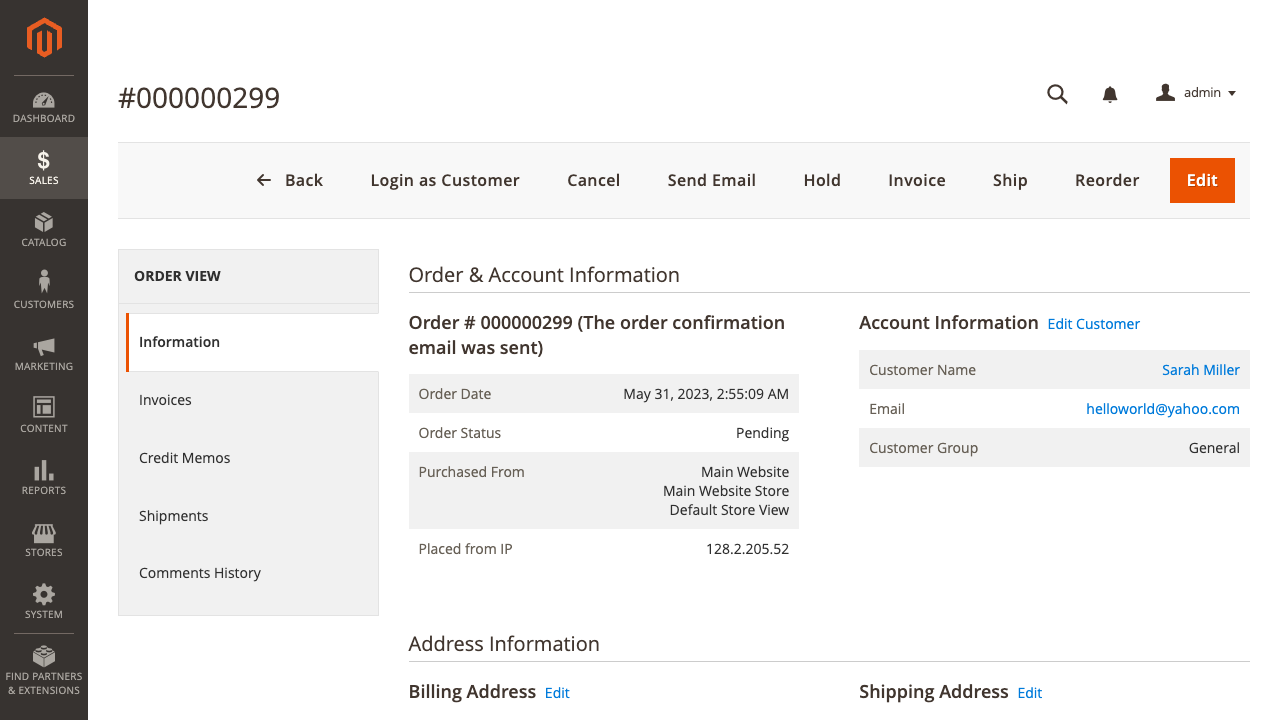 #000000299
admin
Back
Login as Customer
Cancel
Send Email
Hold
Invoice
Ship
Reorder
Edit
DASHBOARD
$
SALES
CATALOG
CUSTOMERS
MARKETING
CONTENT
REPORTS
STORES
SYSTEM
FIND PARTNERS
& EXTENSIONS
ORDER VIEW
Information
Invoices
Credit Memos
Shipments
Comments History
Order & Account Information
Order # 000000299 (The order confirmation
email was sent)
Order Date May 31, 2023, 2:55:09 AM
Order Status Pending
Purchased From Main Website
Main Website Store
Default Store View
Placed from IP 128.2.205.52
Account Information Edit Customer
Customer Name Sarah Miller
Email helloworld@yahoo.com
Customer Group General
Address Information
Billing Address Edit
Shipping Address Edit